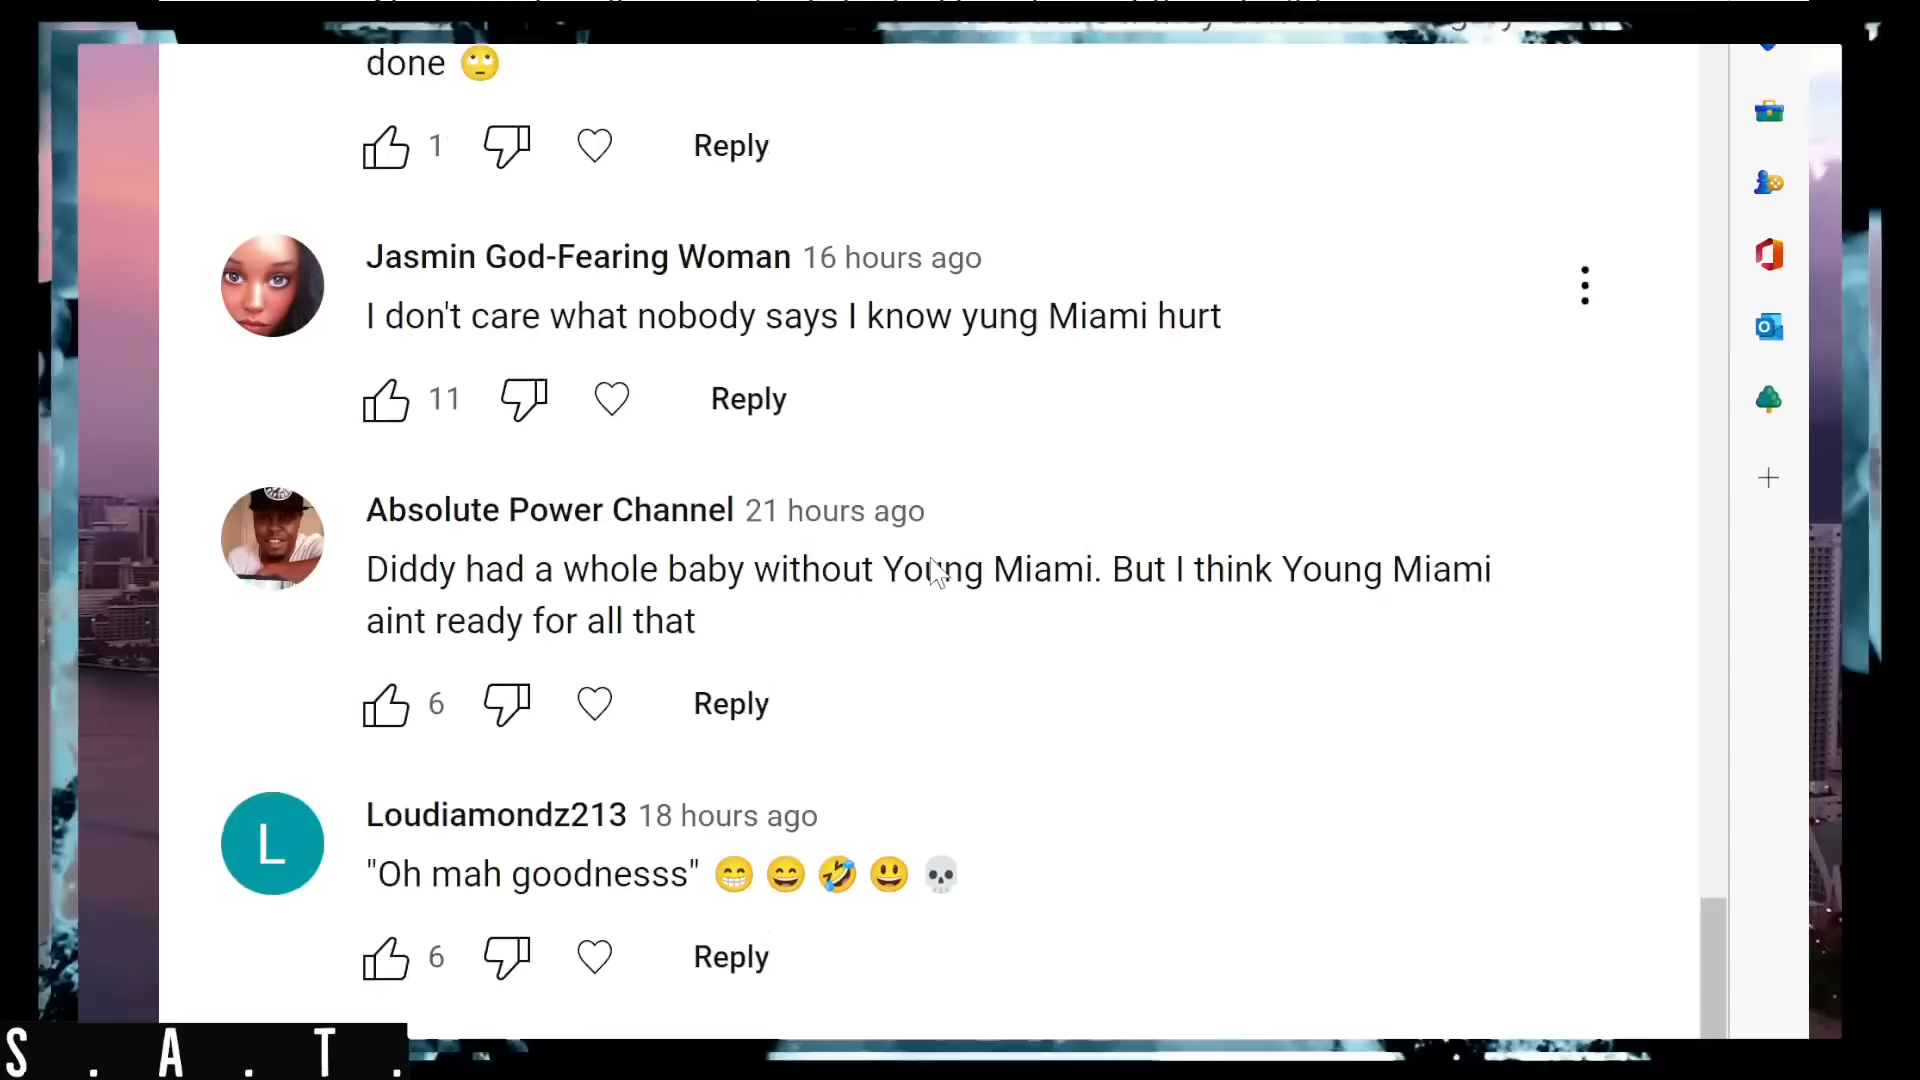 done 🙄
1 Reply
Jasmin God-Fearing Woman 16 hours ago
I don't care what nobody says I know yung Miami hurt
11 Reply
Absolute Power Channel 21 hours ago
Diddy had a whole baby without Young Miami. But I think Young Miami
aint ready for all that
6 Reply
L
Loudiamondz213 18 hours ago
"Oh mah goodnesss" 😁 😄 🤣 😃 💀
6 Reply
S . A . T .